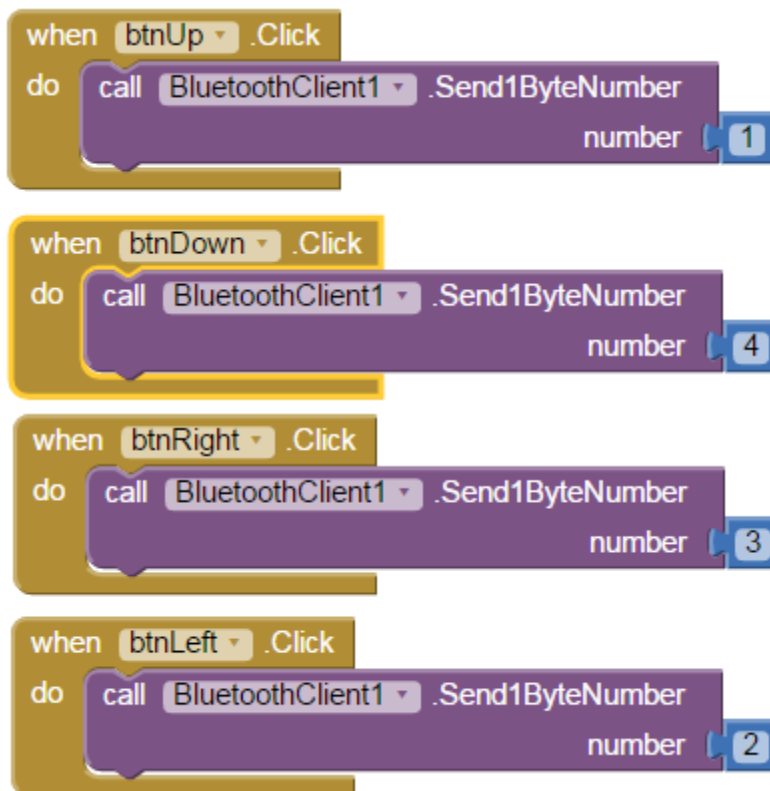 when btnUp .Click
do call BluetoothClient1 .Send1ByteNumber
number 1
when btnDown .Click
do call BluetoothClient1 .Send1ByteNumber
number 4
when btnRight .Click
do call BluetoothClient1 .Send1ByteNumber
number 3
when btnLeft .Click
do call BluetoothClient1 .Send1ByteNumber
number 2